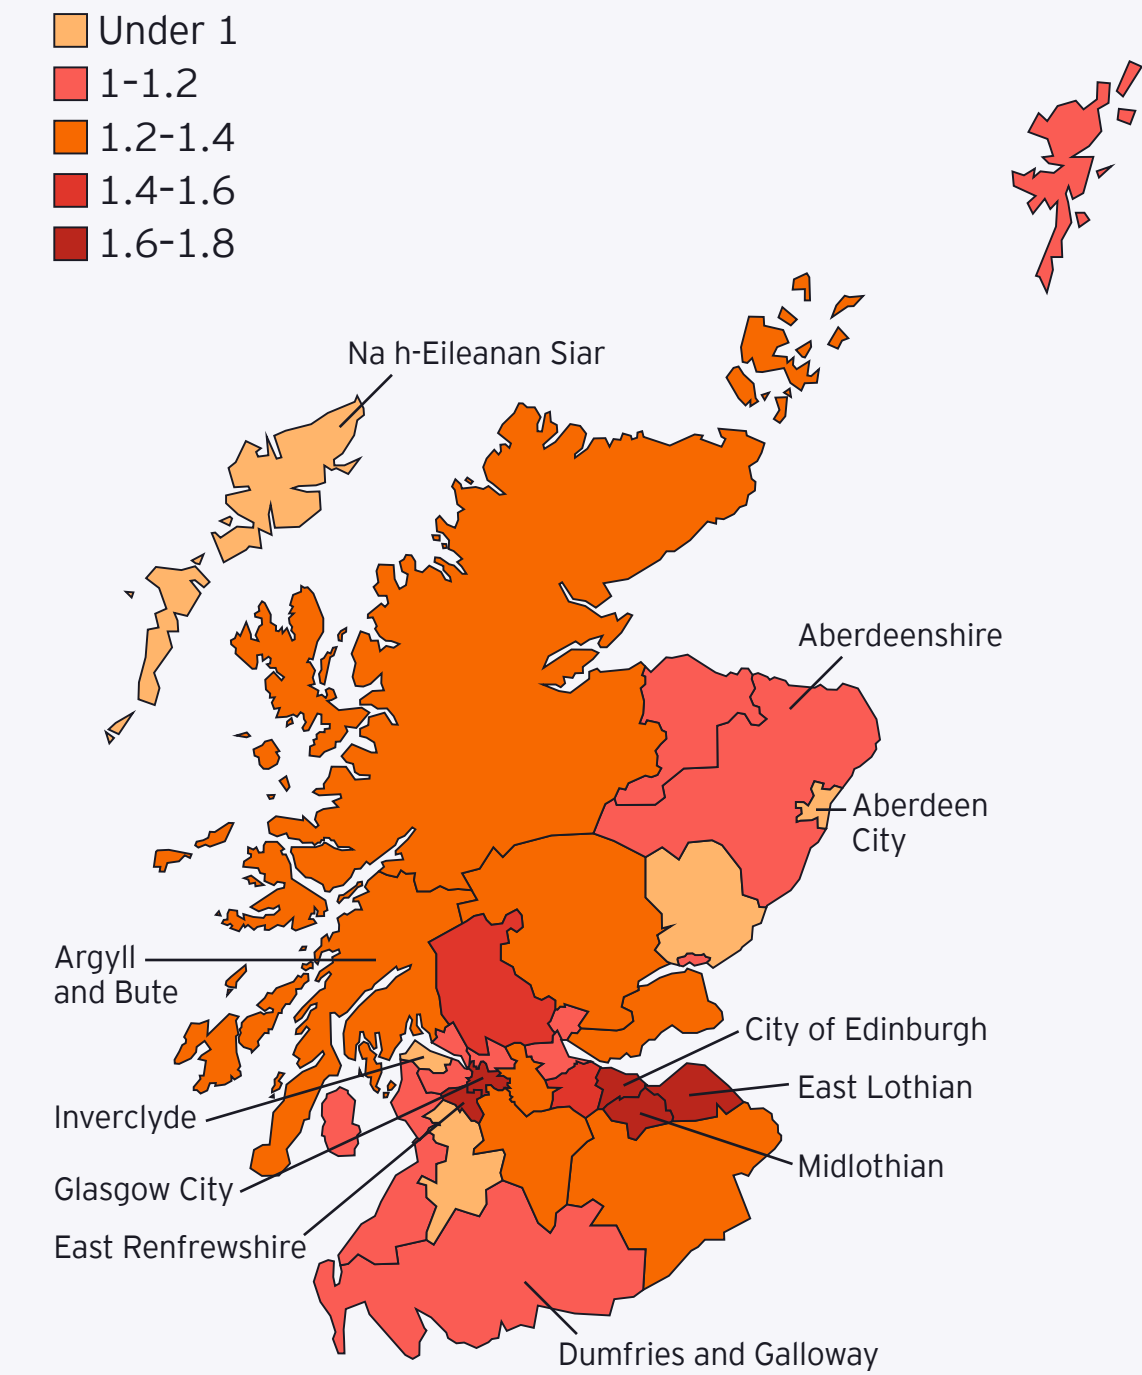 Under 1
1-1.2
1.2-1.4
1.4-1.6
1.6-1.8
Na h-Eileanan Siar
Aberdeenshire
Aberdeen
City
Argyll
and Bute
City of Edinburgh
East Lothian
Inverclyde
Midlothian
Glasgow City
East Renfrewshire
Dumfries and Galloway